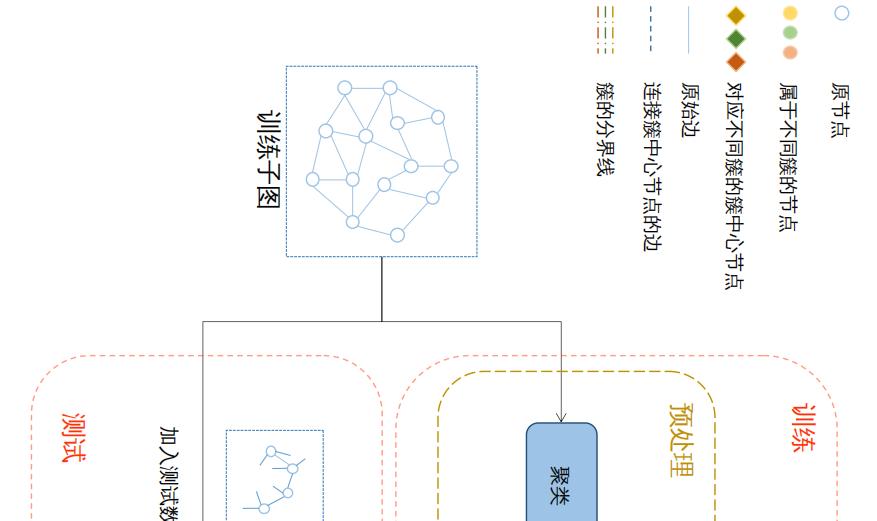 原节点
属于不同簇的节点
对应不同簇的簇中心节点
原始边
连接簇中心节点的边
簇的分界线
训练子图
训练
预处理
聚类
加入测试数
测试